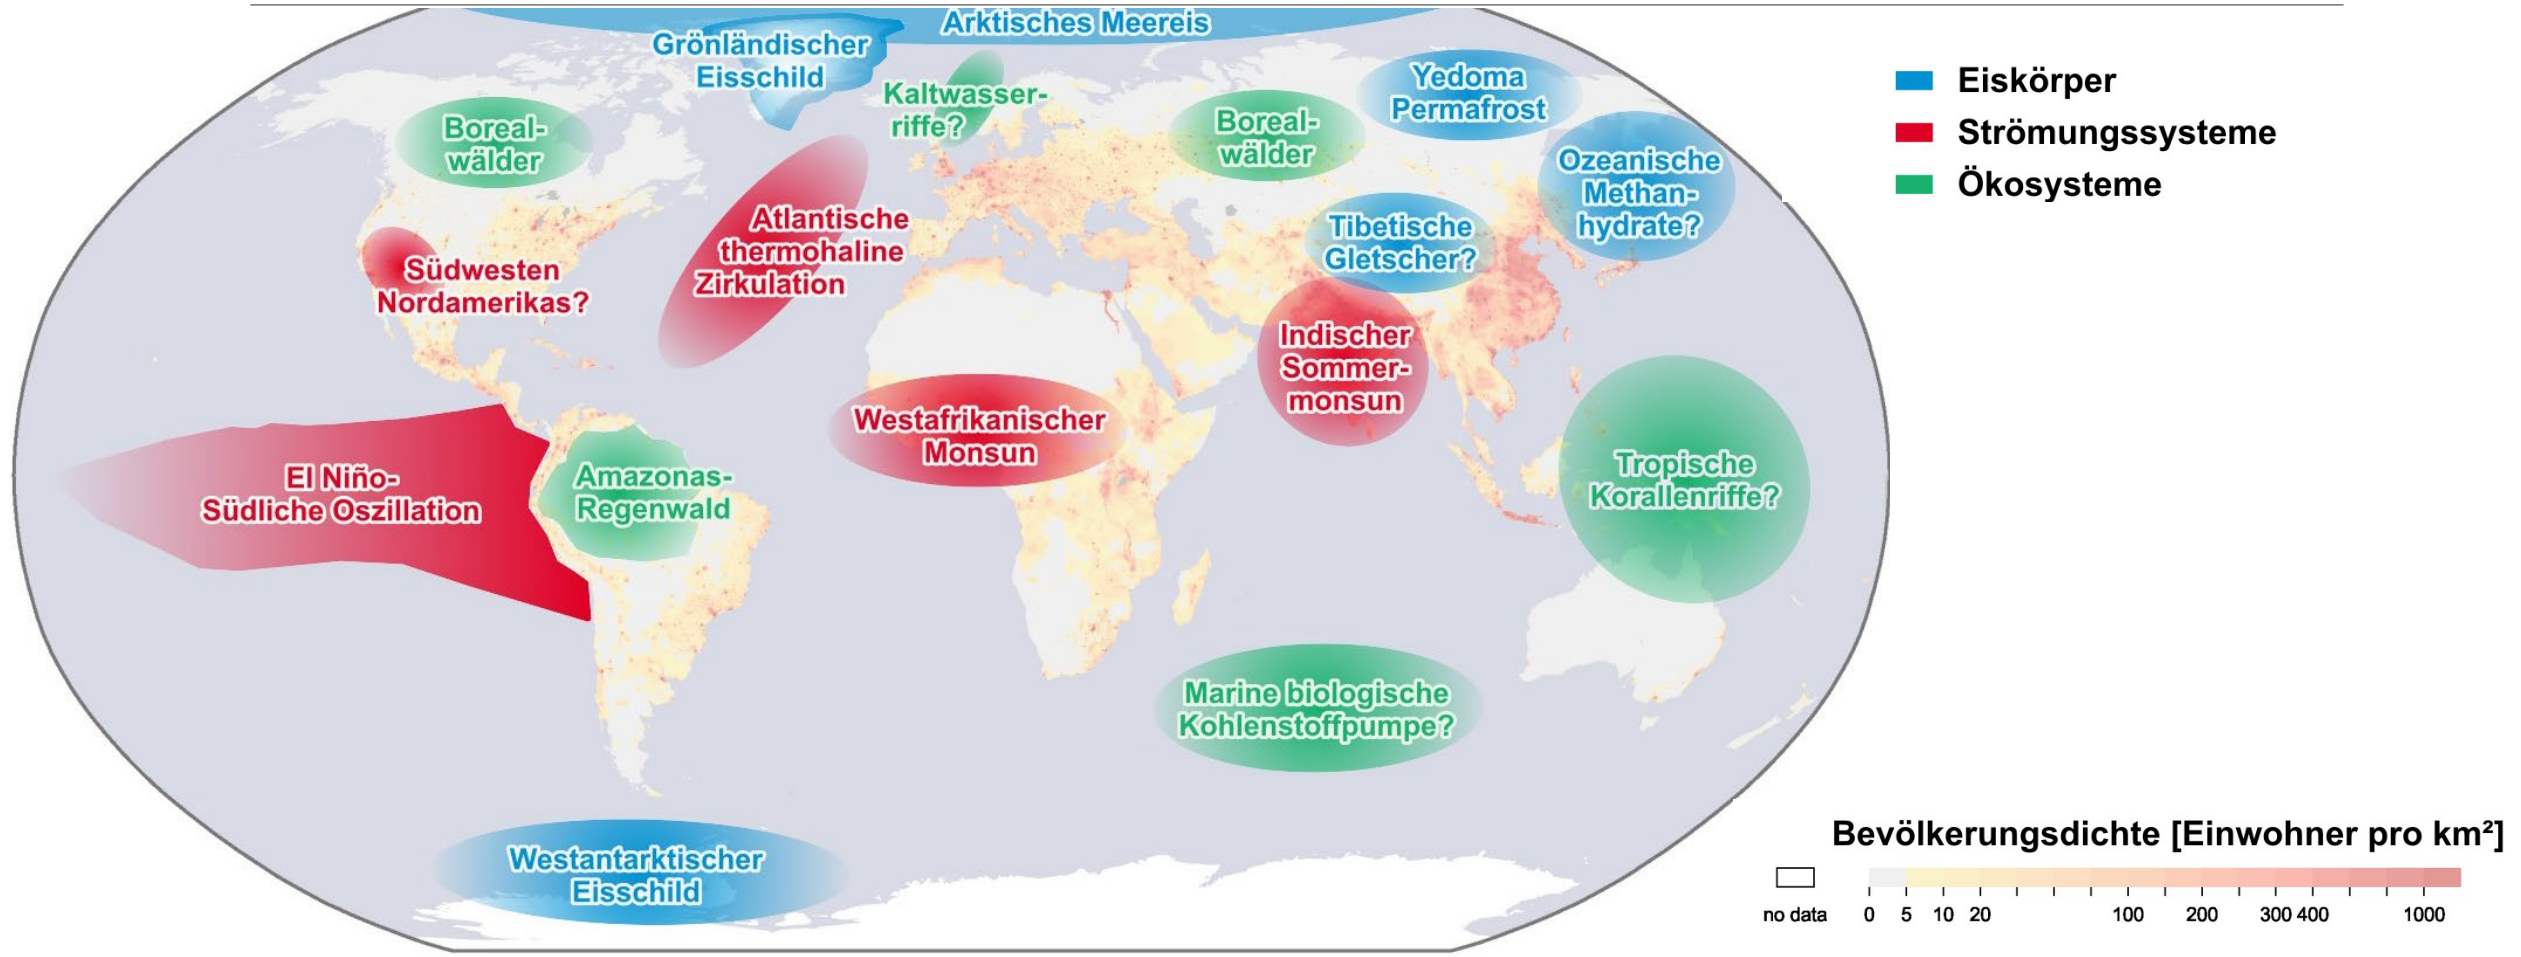 Arktisches Meereis
Grönländischer
Eisschild
Kaltwasser-
riffe?
Boreal-
wälder
Boreal-
wälder
Yedoma
Permafrost
Ozeanische
Methan-
hydrate?
Tibetische
Gletscher?
Atlantische
thermohaline
Zirkulation
Südwesten
Nordamerikas?
Indischer
Sommer-
monsun
Westafrikanischer
Monsun
El Niño-
Südliche Oszillation
Amazonas-
Regenwald
Tropische
Korallenriffe?
Marine biologische
Kohlenstoffpumpe?
Westantarktischer
Eisschild
Eiskörper
Strömungssysteme
Ökosysteme
Bevölkerungsdichte [Einwohner pro km²]
no data 0 5 10 20 100 200 300 400 1000